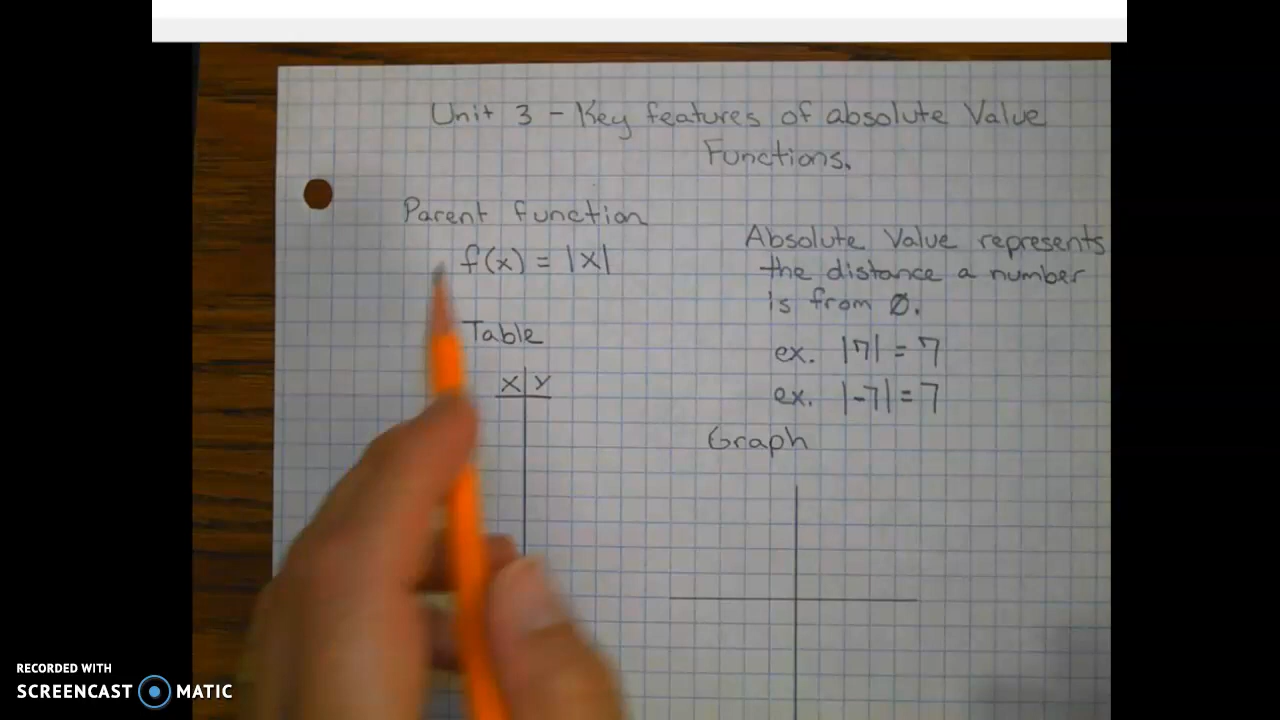 Unit 3 - Key features of absolute Value
Functions.
Parent function
f(x) = |x|
Absolute Value represents
the distance a number
is from 0.
Table
ex. |7| = 7
x y
ex. |-7| = 7
Graph
RECORDED WITH
SCREENCAST MATIC